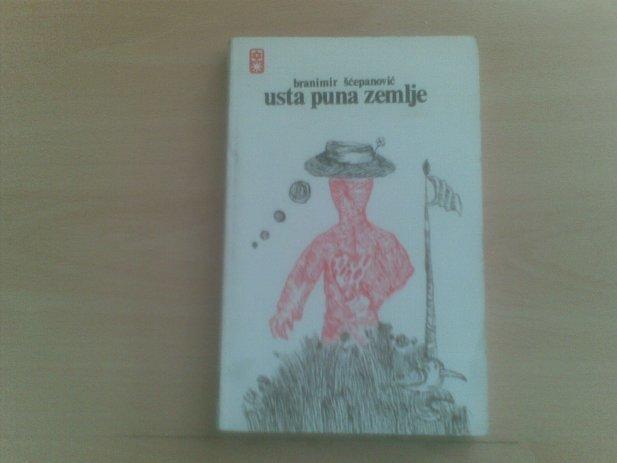 branimir šćepanović
usta puna zemlje